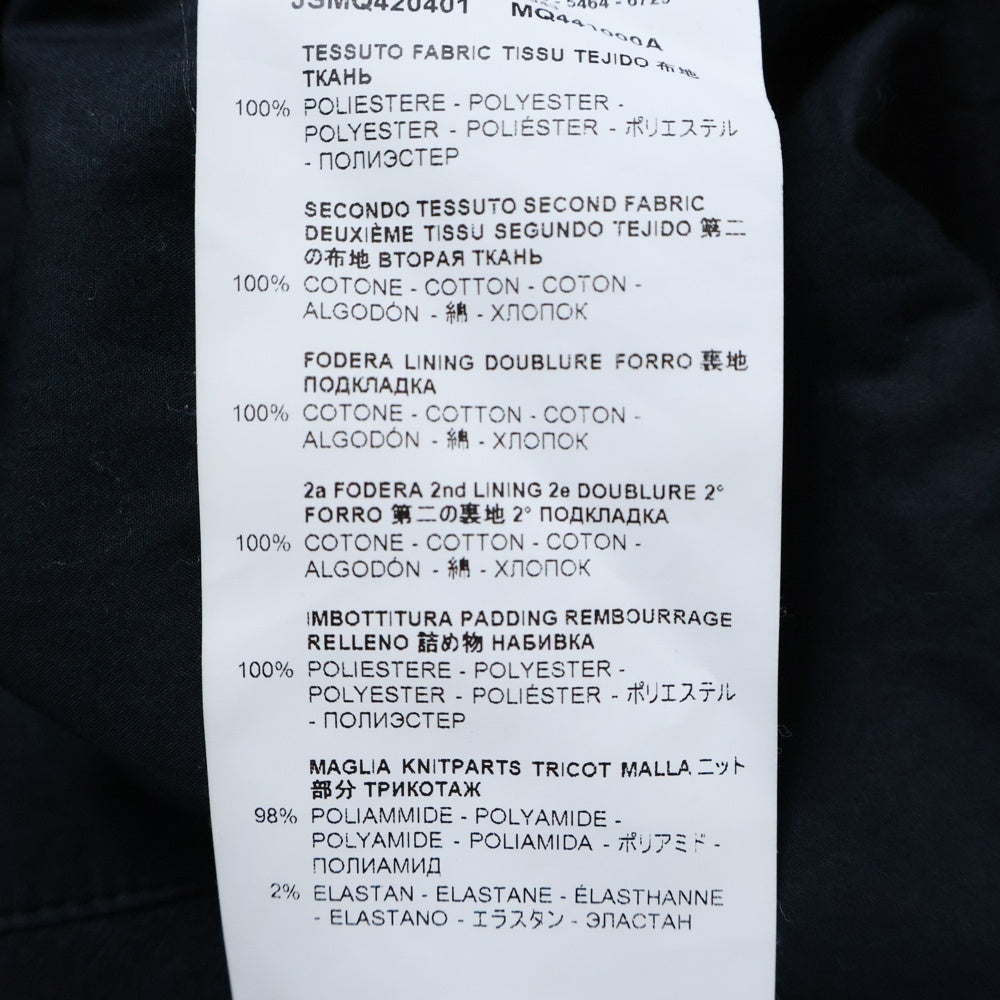 JSMQ420401
5464 - 0725
MQ441000A
TESSUTO FABRIC TISSU TEJIDO 布地
ТКАНЬ
100% POLIESTERE - POLYESTER -
POLYESTER - POLIÉSTER - ポリエステル
- ПОЛИЭСТЕР
SECONDO TESSUTO SECOND FABRIC
DEUXIÈME TISSU SEGUNDO TEJIDO 第二
の布地 ВТОРАЯ ТКАНЬ
100% COTONE - COTTON - COTON -
ALGODÓN - 綿 - ХЛОПОК
FODERA LINING DOUBLURE FORRO 裏地
ПОДКЛАДКА
100% COTONE - COTTON - COTON -
ALGODÓN - 綿 - ХЛОПОК
2a FODERA 2nd LINING 2e DOUBLURE 2°
FORRO 第二の裏地 2° ПОДКЛАДКА
100% COTONE - COTTON - COTON -
ALGODÓN - 綿 - ХЛОПОК
IMBOTTITURA PADDING REMBOURRAGE
RELLENO 詰め物 НАБИВКА
100% POLIESTERE - POLYESTER -
POLYESTER - POLIÉSTER - ポリエステル
- ПОЛИЭСТЕР
MAGLIA KNITPARTS TRICOT MALLA ニット
部分 ТРИКОТАЖ
98% POLIAMMIDE - POLYAMIDE -
POLYAMIDE - POLIAMIDA - ポリアミド -
ПОЛИАМИД
2% ELASTAN - ELASTANE - ÉLASTHANNE
- ELASTANO - エラスタン - ЭЛАСТАН